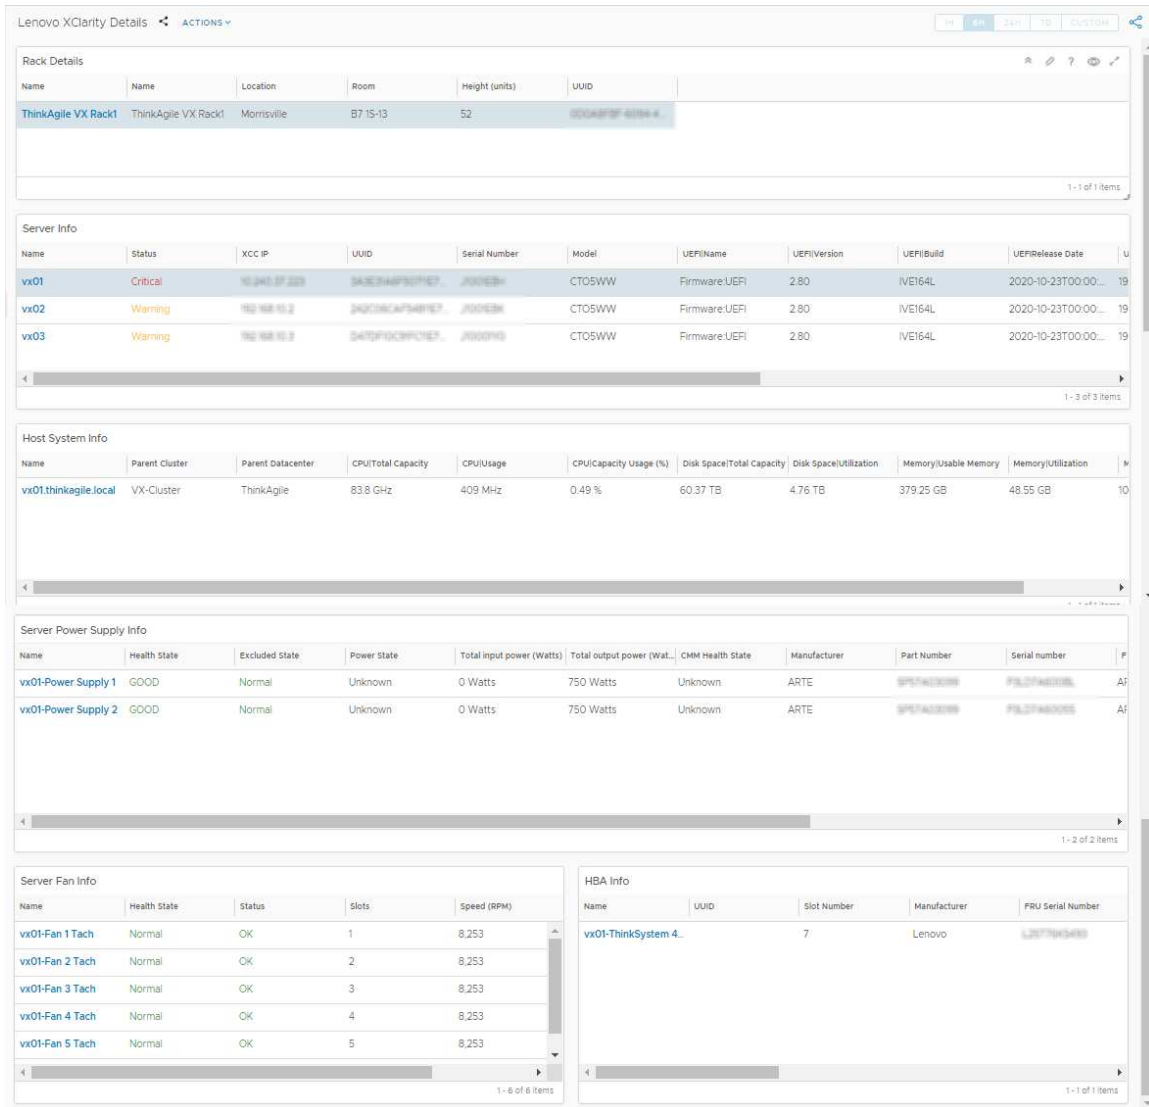 Lenovo XClarity Details ACTIONS 1H 6H 24H 7D CUSTOM
Rack Details ?
Name Name Location Room Height (units) UUID
ThinkAgile VX Rack1 ThinkAgile VX Rack1 Morrisville B7 15-13 52
1 - 1 of 1 items
Server Info
Name Status XCC IP UUID Serial Number Model UEFI|Name UEFI|Version UEFI|Build UEFI|Release Date U
vx01 Critical CTO5WW Firmware:UEFI 2.80 IVE164L 2020-10-23T00:00:... 19
vx02 Warning CTO5WW Firmware:UEFI 2.80 IVE164L 2020-10-23T00:00:... 19
vx03 Warning CTO5WW Firmware:UEFI 2.80 IVE164L 2020-10-23T00:00:... 19
1 - 3 of 3 items
Host System Info
Name Parent Cluster Parent Datacenter CPU|Total Capacity CPU|Usage CPU|Capacity Usage (%) Disk Space|Total Capacity Disk Space|Utilization Memory|Usable Memory Memory|Utilization M
vx01.thinkagile.local VX-Cluster ThinkAgile 83.8 GHz 409 MHz 0.49 % 60.37 TB 4.76 TB 379.25 GB 48.55 GB 10
Server Power Supply Info
Name Health State Excluded State Power State Total input power (Watts) Total output power (Wat... CMM Health State Manufacturer Part Number Serial number F
vx01-Power Supply 1 GOOD Normal Unknown 0 Watts 750 Watts Unknown ARTE AF
vx01-Power Supply 2 GOOD Normal Unknown 0 Watts 750 Watts Unknown ARTE AF
1 - 2 of 2 items
Server Fan Info
Name Health State Status Slots Speed (RPM)
vx01-Fan 1 Tach Normal OK 1 8,253
vx01-Fan 2 Tach Normal OK 2 8,253
vx01-Fan 3 Tach Normal OK 3 8,253
vx01-Fan 4 Tach Normal OK 4 8,253
vx01-Fan 5 Tach Normal OK 5 8,253
1 - 6 of 6 items
HBA Info
Name UUID Slot Number Manufacturer FRU Serial Number
vx01-ThinkSystem 4... 7 Lenovo
1 - 1 of 1 items